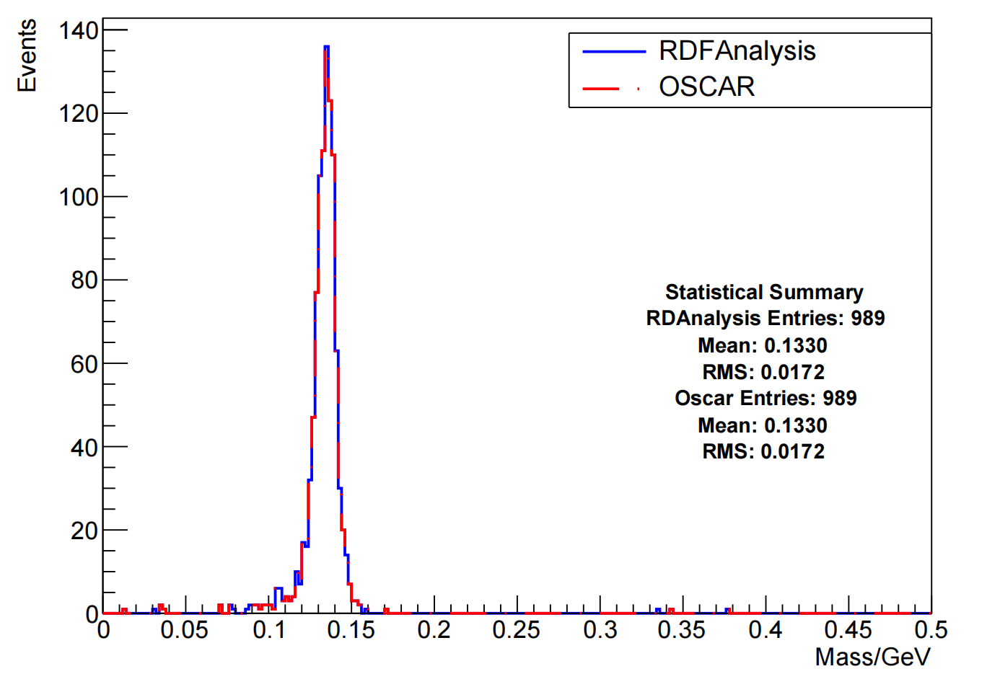 Events
140
120
100
80
60
40
20
0
RDFAnalysis
OSCAR
Statistical Summary
RDAnalysis Entries: 989
Mean: 0.1330
RMS: 0.0172
Oscar Entries: 989
Mean: 0.1330
RMS: 0.0172
0 0.05 0.1 0.15 0.2 0.25 0.3 0.35 0.4 0.45 0.5
Mass/GeV